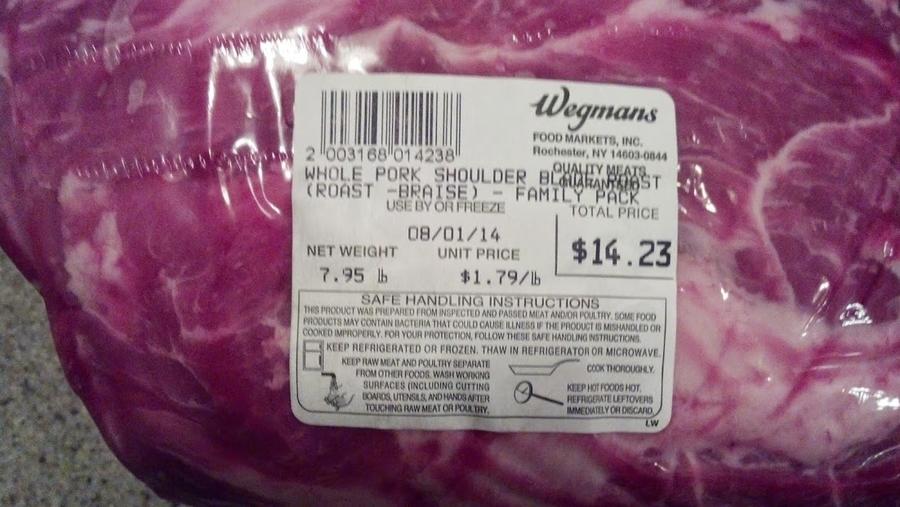 Wegmans
FOOD MARKETS, INC.
Rochester, NY 14603-0844
QUALITY MEATS
GUARANTEED
2 003168 014238
WHOLE PORK SHOULDER ROAST
(ROAST -BRAISE) - FAMILY PACK
USE BY OR FREEZE
08/01/14
TOTAL PRICE
$14.23
NET WEIGHT UNIT PRICE
7.95 lb $1.79/lb
SAFE HANDLING INSTRUCTIONS
THIS PRODUCT WAS PREPARED FROM INSPECTED AND PASSED MEAT AND/OR POULTRY. SOME FOOD
PRODUCTS MAY CONTAIN BACTERIA THAT COULD CAUSE ILLNESS IF THE PRODUCT IS MISHANDLED OR
COOKED IMPROPERLY. FOR YOUR PROTECTION, FOLLOW THESE SAFE HANDLING INSTRUCTIONS.
KEEP REFRIGERATED OR FROZEN. THAW IN REFRIGERATOR OR MICROWAVE.
KEEP RAW MEAT AND POULTRY SEPARATE
FROM OTHER FOODS. WASH WORKING
SURFACES (INCLUDING CUTTING
BOARDS, UTENSILS, AND HANDS AFTER
TOUCHING RAW MEAT OR POULTRY.
COOK THOROUGHLY.
KEEP HOT FOODS HOT.
REFRIGERATE LEFTOVERS
IMMEDIATELY OR DISCARD.
LW